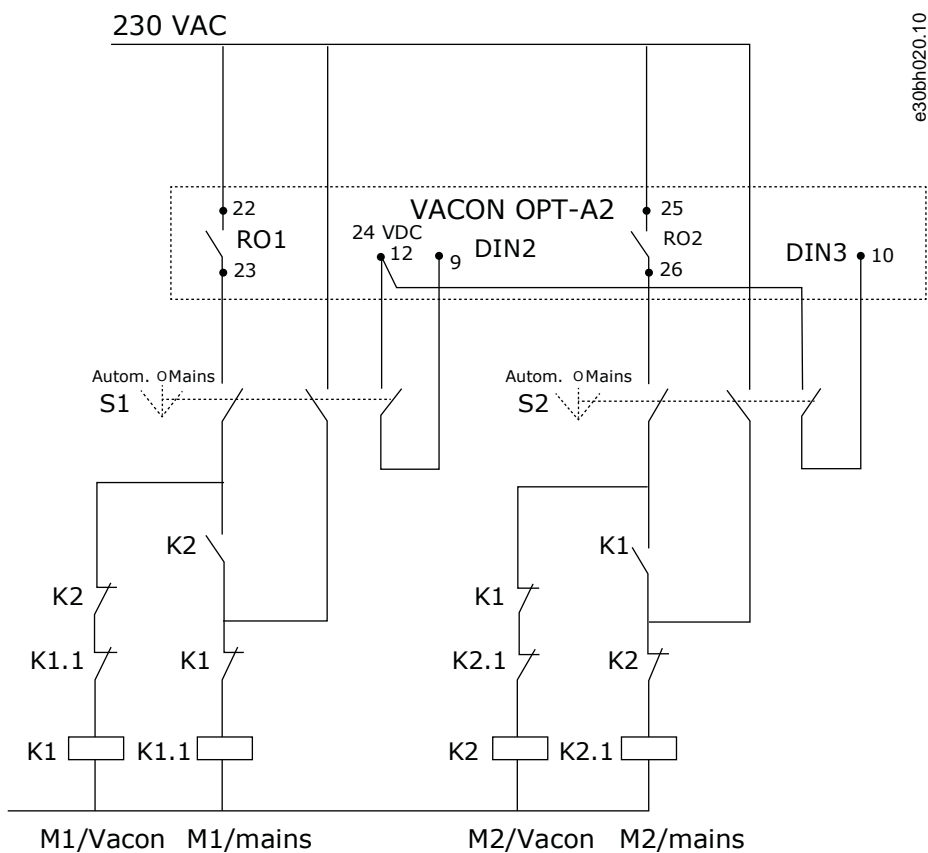 230 VAC
e30bh020.10
22
VACON OPT-A2
25
RO1
24 VDC
12
9
DIN2
RO2
DIN3
10
23
26
Autom. O Mains
S1
Autom. O Mains
S2
K2
K1
K2
K1
K1.1
K1
K2.1
K2
K1
K1.1
K2
K2.1
M1/Vacon
M1/mains
M2/Vacon
M2/mains